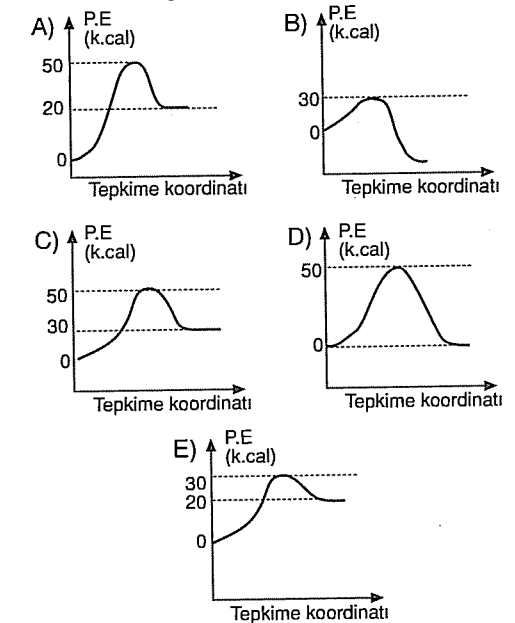 A) P.E
(k.cal)
50
20
0
Tepkime koordinatı
B) P.E
(k.cal)
30
0
Tepkime koordinatı
C) P.E
(k.cal)
50
30
0
Tepkime koordinatı
D) P.E
(k.cal)
50
0
Tepkime koordinatı
E) P.E
(k.cal)
30
20
0
Tepkime koordinatı